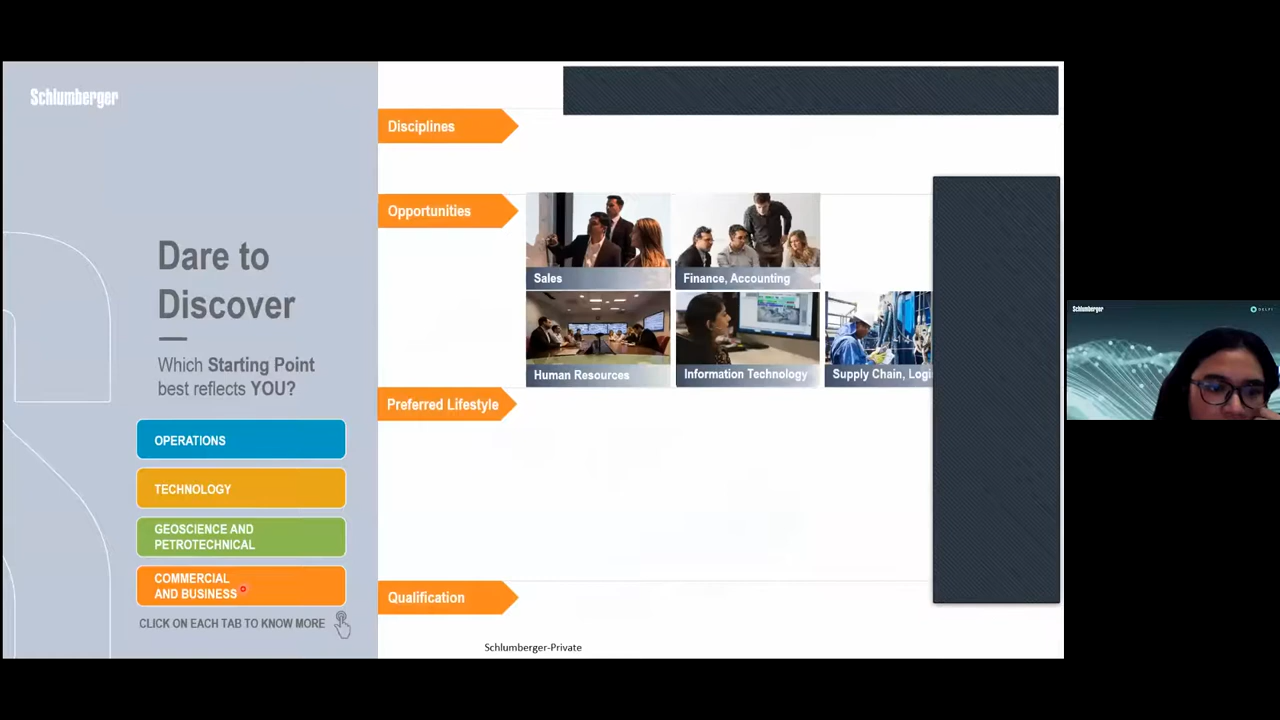 Schlumberger
Dare to
Discover
Which Starting Point
best reflects YOU?
OPERATIONS
TECHNOLOGY
GEOSCIENCE AND
PETROTECHNICAL
COMMERCIAL
AND BUSINESS
CLICK ON EACH TAB TO KNOW MORE
Disciplines
Opportunities
Sales
Finance, Accounting
Human Resources
Information Technology
Supply Chain, Logi
Preferred Lifestyle
Qualification
Schlumberger-Private
Schlumberger
DELFI